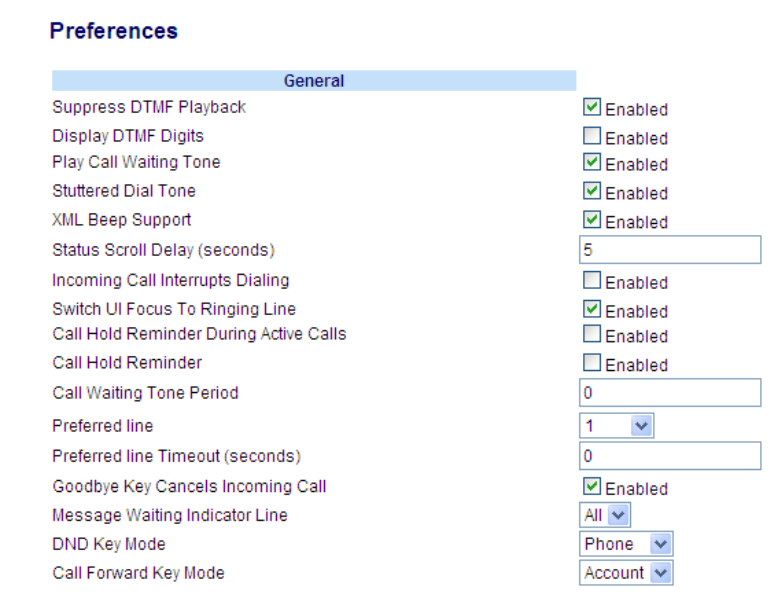 Preferences
General
Suppress DTMF Playback Enabled
Display DTMF Digits Enabled
Play Call Waiting Tone Enabled
Stuttered Dial Tone Enabled
XML Beep Support Enabled
Status Scroll Delay (seconds) 5
Incoming Call Interrupts Dialing Enabled
Switch UI Focus To Ringing Line Enabled
Call Hold Reminder During Active Calls Enabled
Call Hold Reminder Enabled
Call Waiting Tone Period 0
Preferred line 1
Preferred line Timeout (seconds) 0
Goodbye Key Cancels Incoming Call Enabled
Message Waiting Indicator Line All
DND Key Mode Phone
Call Forward Key Mode Account